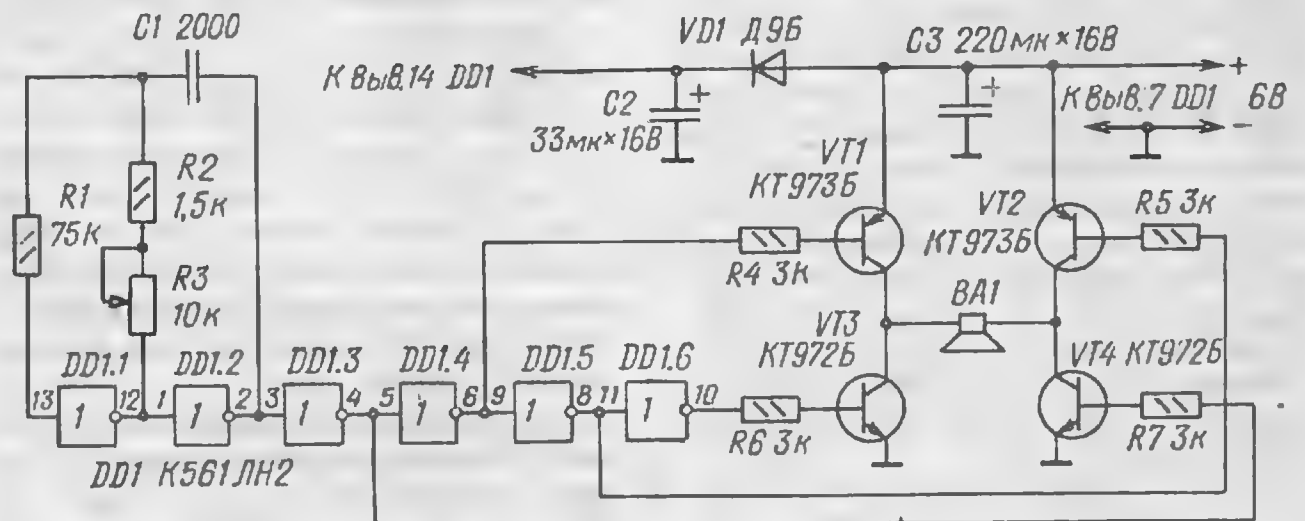 C1 2000
VD1 Д9Б
C3 220мк×16В
К Выв.14 DD1
+
C2
33мк×16В
+
+
К Выв.7 DD1
6В
-
R1
75к
R2
1,5к
R3
10к
VT1
КТ973Б
VT2
КТ973Б
R5 3к
R4 3к
BA1
VT3
КТ972Б
VT4 КТ972Б
DD1.1
DD1.2
DD1.3
DD1.4
DD1.5
DD1.6
13
1
12
1
1
2
3
1
4
5
1
6
9
1
8
11
1
10
R6 3к
R7 3к
DD1 К561ЛН2